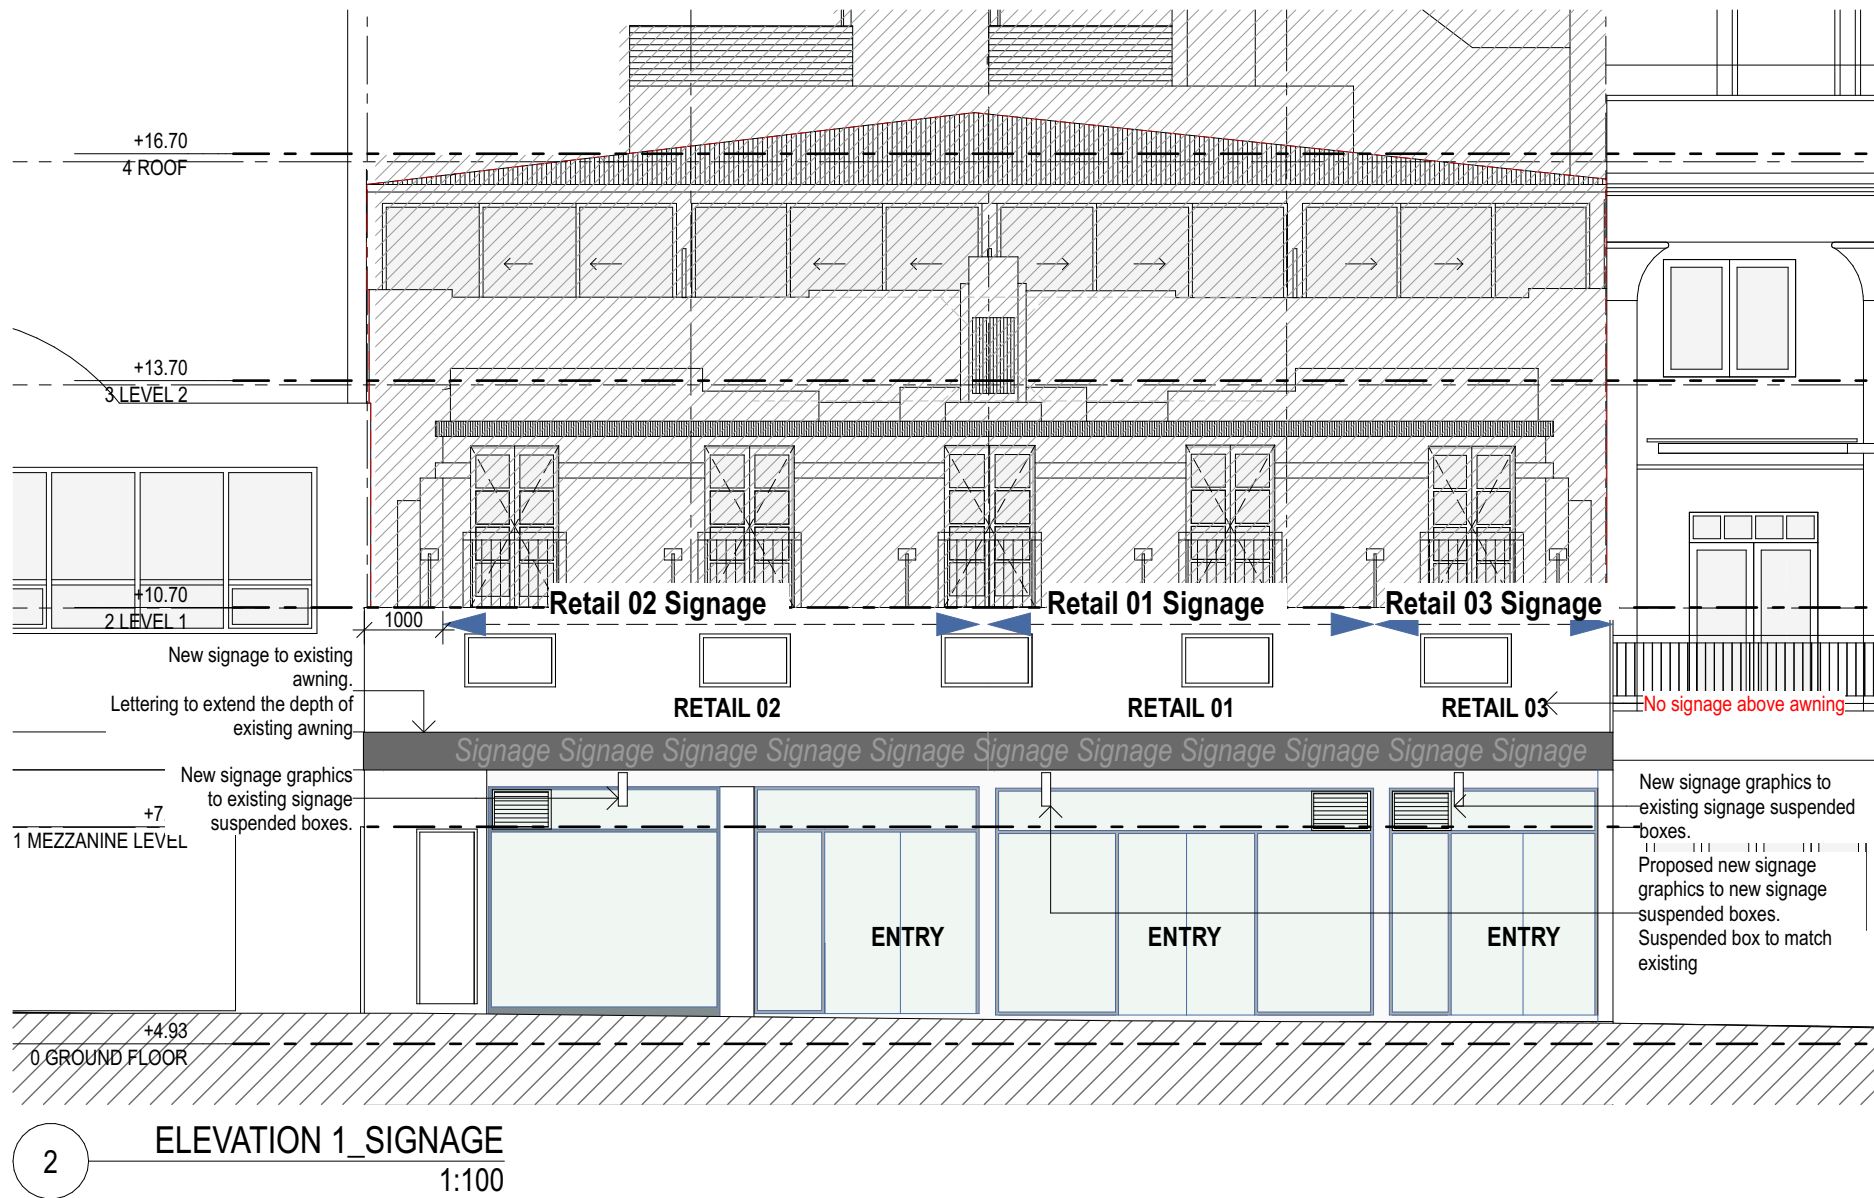 +16.70
4 ROOF
+13.70
3 LEVEL 2
+10.70
2 LEVEL 1
1000
Retail 02 Signage
Retail 01 Signage
Retail 03 Signage
New signage to existing
awning.
Lettering to extend the depth of
existing awning
RETAIL 02
RETAIL 01
RETAIL 03
No signage above awning
Signage Signage Signage Signage Signage Signage Signage Signage Signage Signage Signage
New signage graphics
to existing signage
suspended boxes.
+7
1 MEZZANINE LEVEL
New signage graphics to
existing signage suspended
boxes.
Proposed new signage
graphics to new signage
suspended boxes.
Suspended box to match
existing
ENTRY
ENTRY
ENTRY
+4.93
0 GROUND FLOOR
2
ELEVATION 1_SIGNAGE
1:100